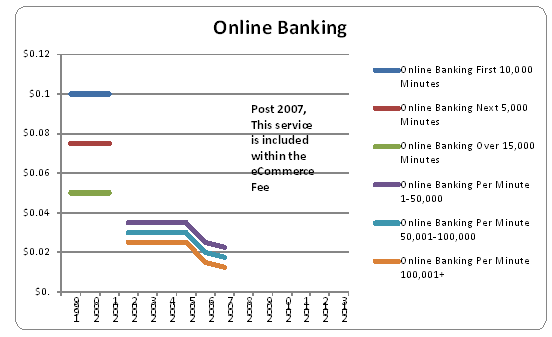 Online Banking
$0.12
$0.1
$0.08
$0.06
$0.04
$0.02
$0.
Post 2007,
This service
is included
within the
eCommerce
Fee
Online Banking First 10,000
Minutes
Online Banking Next 5,000
Minutes
Online Banking Over 15,000
Minutes
Online Banking Per Minute
1-50,000
Online Banking Per Minute
50,001-100,000
Online Banking Per Minute
100,001+